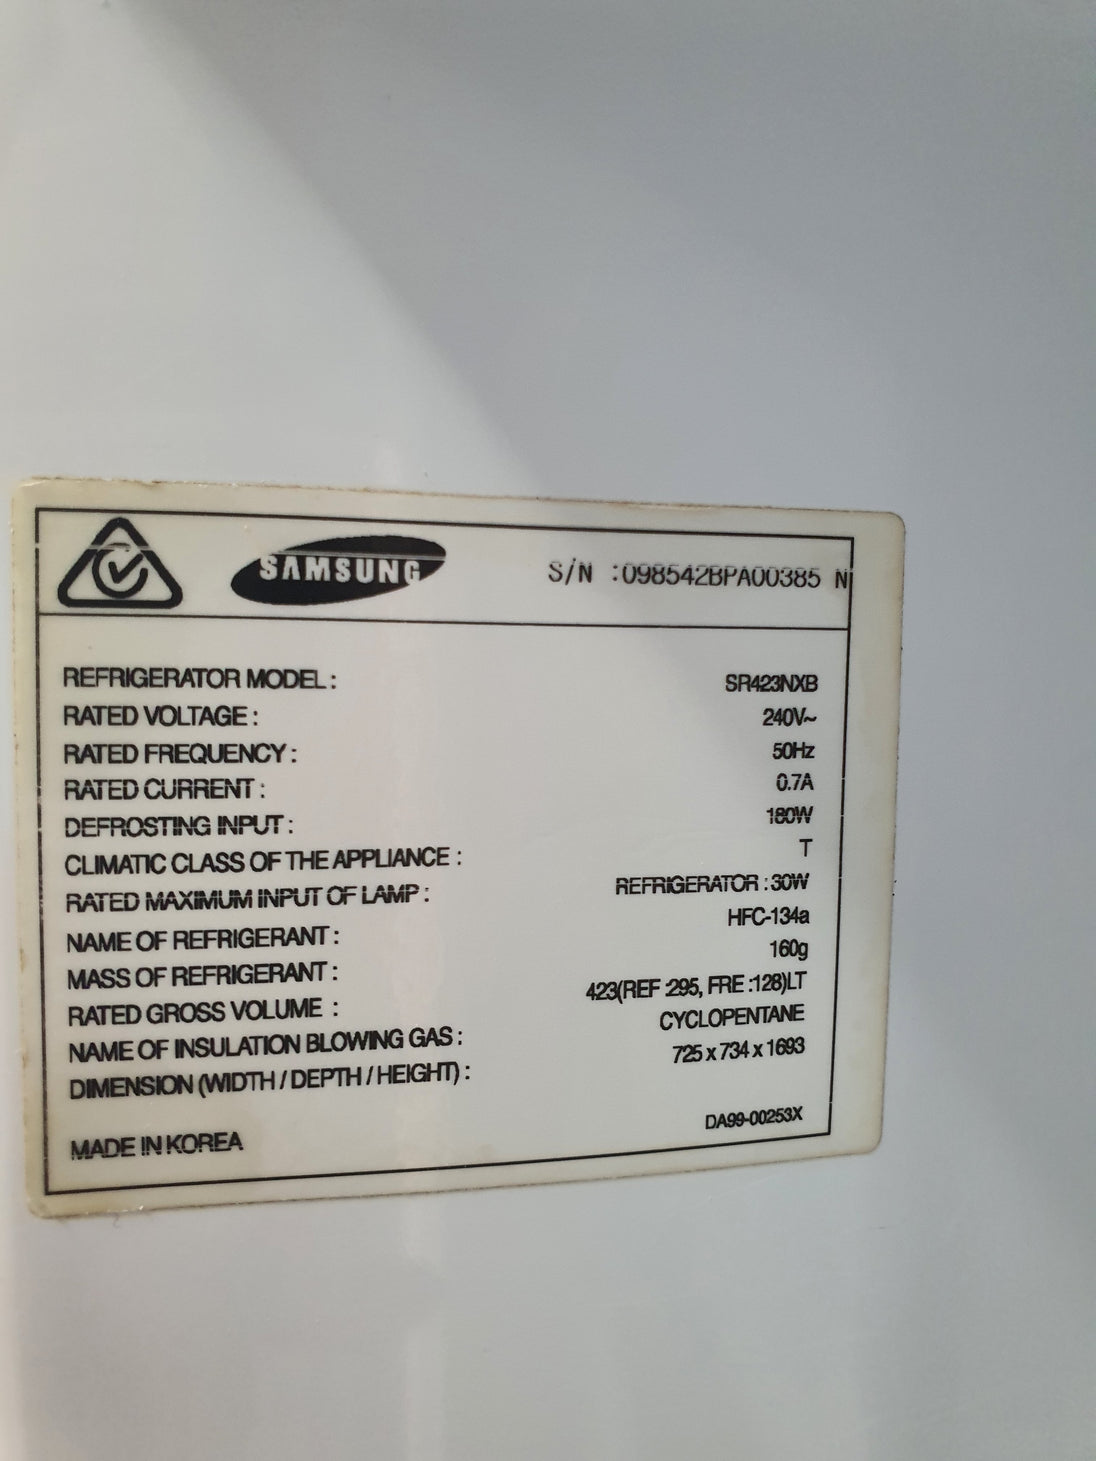 SAMSUNG S/N :098542BPA00385 N
REFRIGERATOR MODEL : SR423NXB
RATED VOLTAGE : 240V~
RATED FREQUENCY : 50Hz
RATED CURRENT : 0.7A
DEFROSTING INPUT : 180W
CLIMATIC CLASS OF THE APPLIANCE : T
RATED MAXIMUM INPUT OF LAMP : REFRIGERATOR : 30W
NAME OF REFRIGERANT : HFC-134a
MASS OF REFRIGERANT : 160g
RATED GROSS VOLUME : 423(REF :295, FRE :128)LT
NAME OF INSULATION BLOWING GAS : CYCLOPENTANE
DIMENSION (WIDTH / DEPTH / HEIGHT) : 725 x 734 x 1693
DA99-00253X
MADE IN KOREA